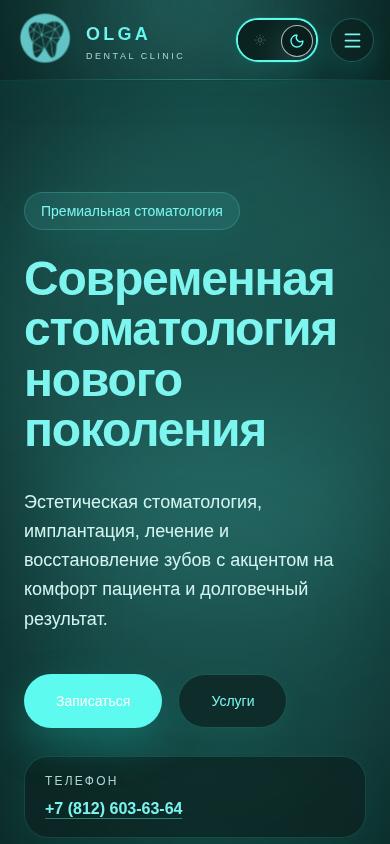 OLGA
DENTAL CLINIC
Премиальная стоматология
Современная
стоматология
нового
поколения
Эстетическая стоматология,
имплантация, лечение и
восстановление зубов с акцентом на
комфорт пациента и долговечный
результат.
Записаться
Услуги
ТЕЛЕФОН
+7 (812) 603-63-64